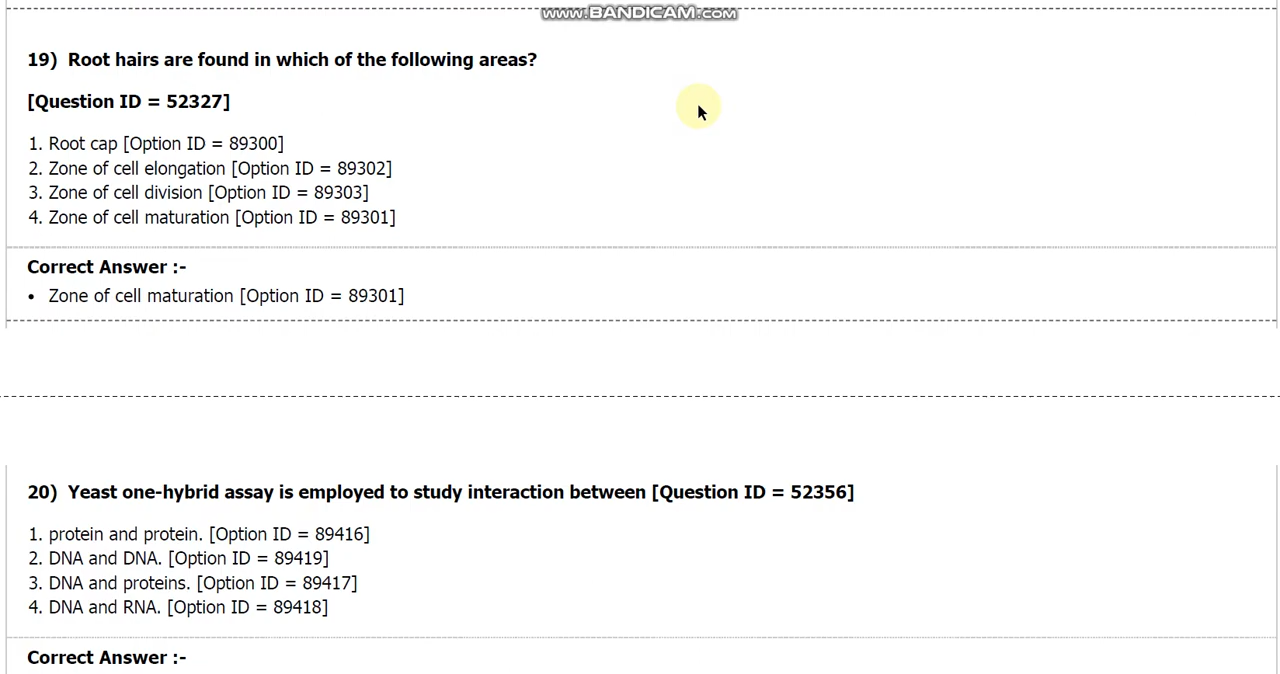 www.BANDICAM.com
19) Root hairs are found in which of the following areas?
[Question ID = 52327]
1. Root cap [Option ID = 89300]
2. Zone of cell elongation [Option ID = 89302]
3. Zone of cell division [Option ID = 89303]
4. Zone of cell maturation [Option ID = 89301]
Correct Answer :-
• Zone of cell maturation [Option ID = 89301]
20) Yeast one-hybrid assay is employed to study interaction between [Question ID = 52356]
1. protein and protein. [Option ID = 89416]
2. DNA and DNA. [Option ID = 89419]
3. DNA and proteins. [Option ID = 89417]
4. DNA and RNA. [Option ID = 89418]
Correct Answer :-